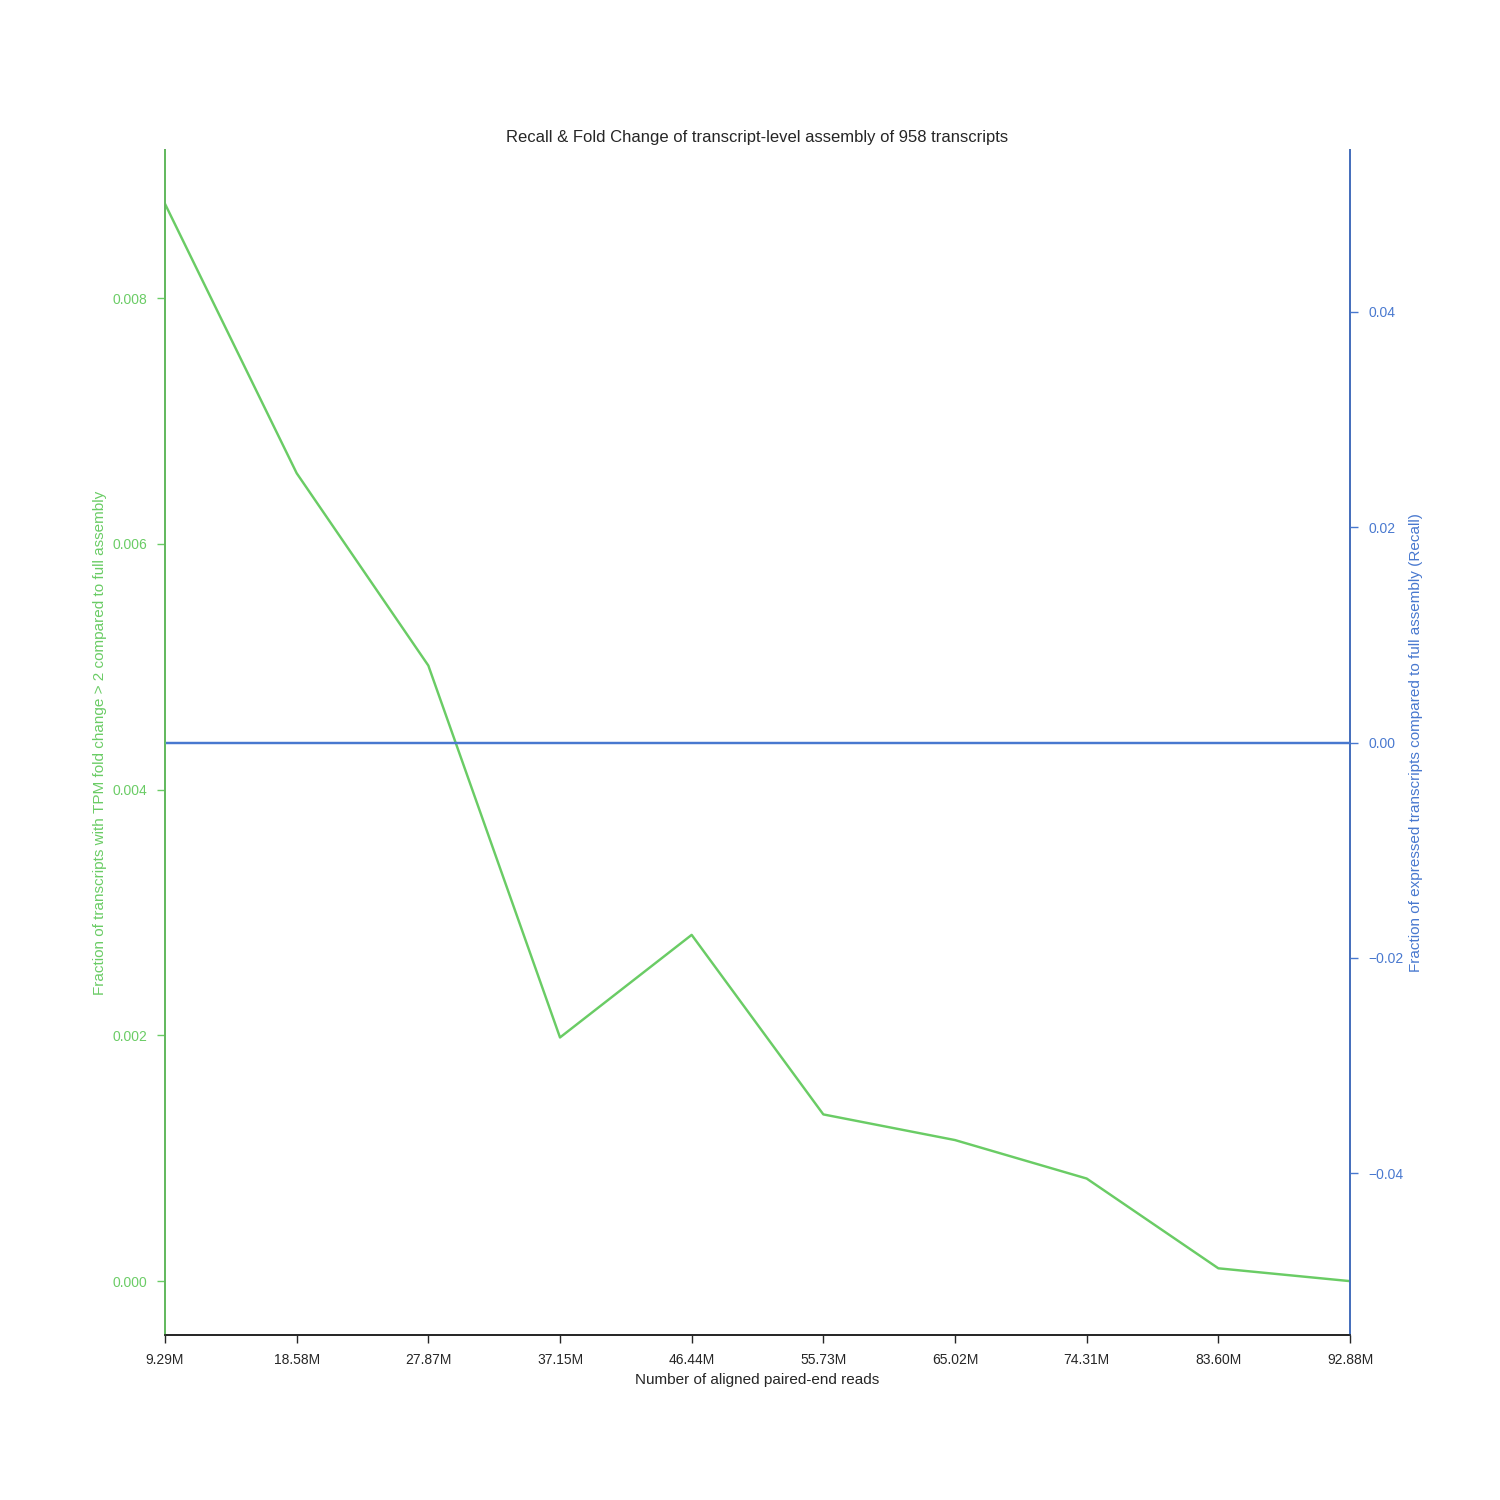 Recall & Fold Change of transcript-level assembly of 958 transcripts
Fraction of transcripts with TPM fold change > 2 compared to full assembly
0.008
0.006
0.004
0.002
0.000
0.04
0.02
0.00
−0.02
−0.04
Fraction of expressed transcripts compared to full assembly (Recall)
9.29M 18.58M 27.87M 37.15M 46.44M 55.73M 65.02M 74.31M 83.60M 92.88M
Number of aligned paired-end reads